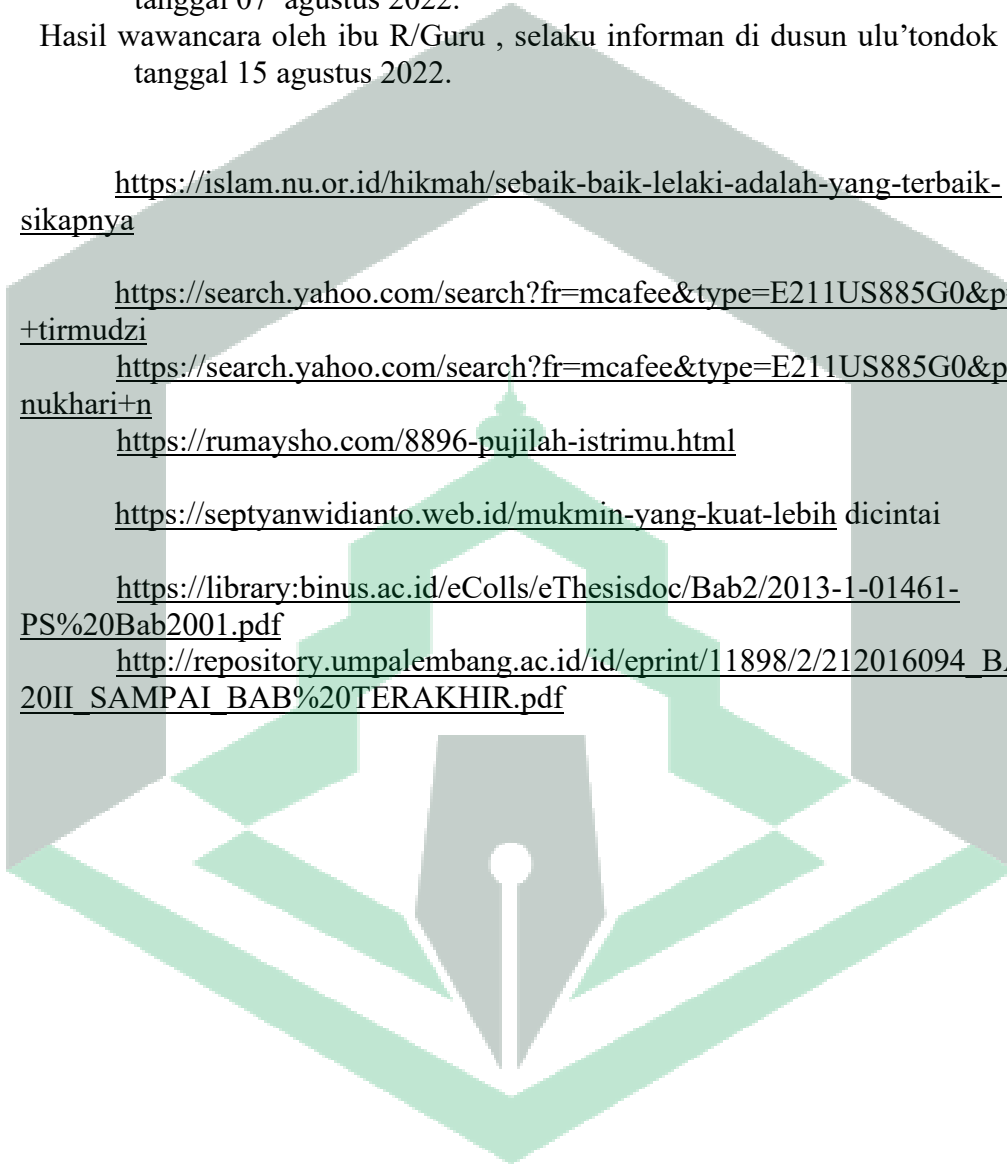 tanggal 07 agustus 2022.
Hasil wawancara oleh ibu R/Guru , selaku informan di dusun ulu’tondok
tanggal 15 agustus 2022.
https://islam.nu.or.id/hikmah/sebaik-baik-lelaki-adalah-yang-terbaik-
sikapnya
https://search.yahoo.com/search?fr=mcafee&type=E211US885G0&p
+tirmudzi
https://search.yahoo.com/search?fr=mcafee&type=E211US885G0&p
nukhari+n
https://rumaysho.com/8896-pujilah-istrimu.html
https://septyanwidianto.web.id/mukmin-yang-kuat-lebih dicintai
https://library:binus.ac.id/eColls/eThesisdoc/Bab2/2013-1-01461-
PS%20Bab2001.pdf
http://repository.umpalembang.ac.id/id/eprint/11898/2/212016094_BA
20II_SAMPAI_BAB%20TERAKHIR.pdf